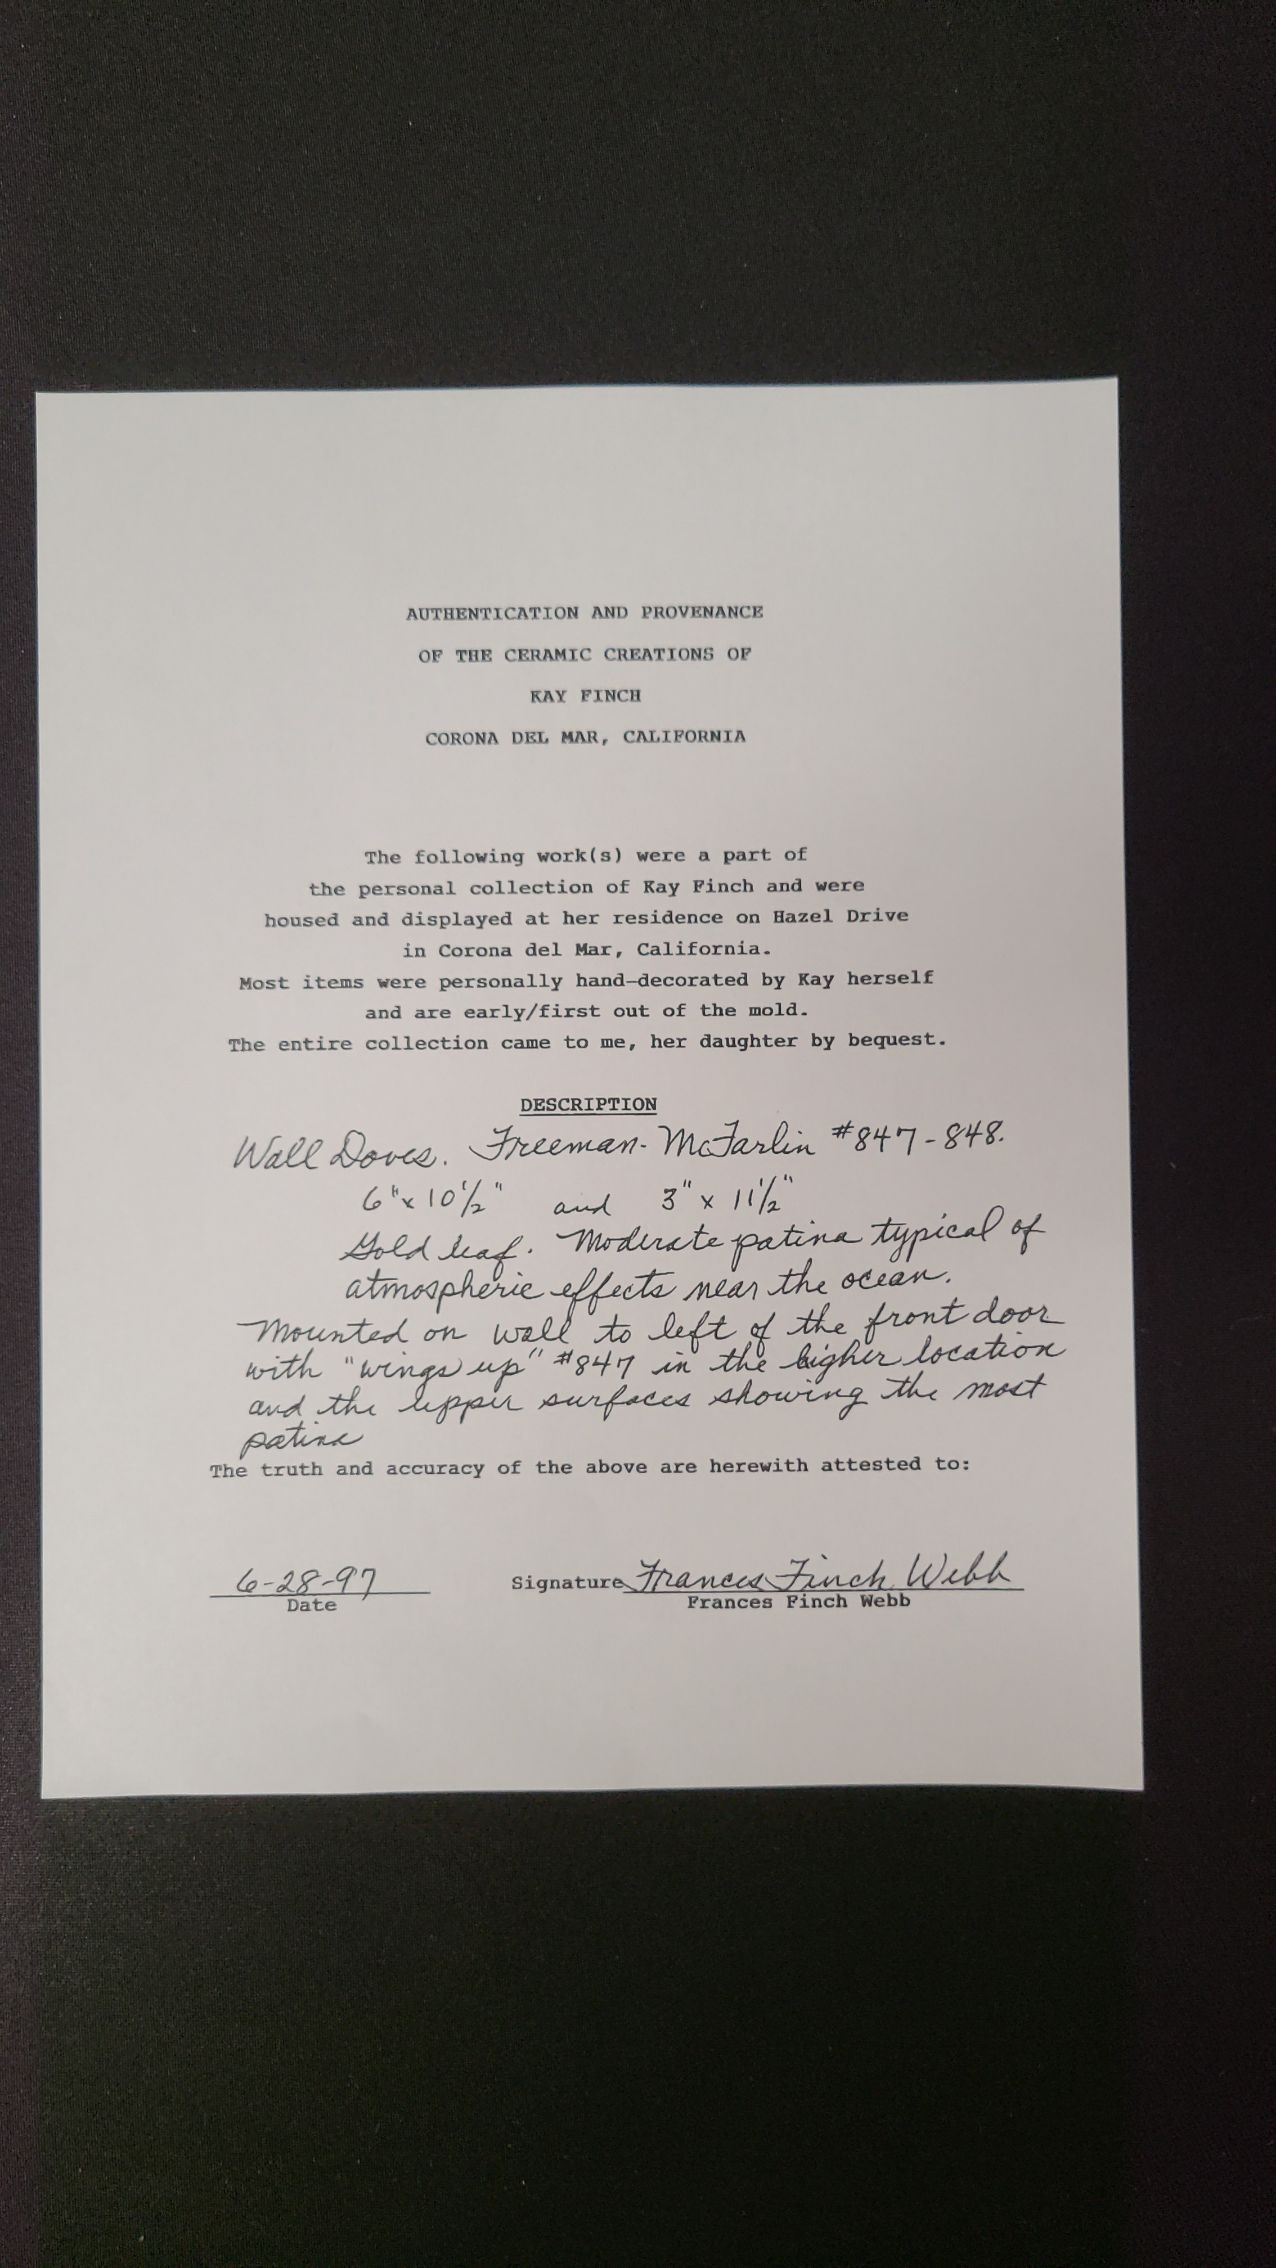 AUTHENTICATION AND PROVENANCE
OF THE CERAMIC CREATIONS OF
KAY FINCH
CORONA DEL MAR, CALIFORNIA
The following work(s) were a part of
the personal collection of Kay Finch and were
housed and displayed at her residence on Hazel Drive
in Corona del Mar, California.
Most items were personally hand-decorated by Kay herself
and are early/first out of the mold.
The entire collection came to me, her daughter by bequest.
DESCRIPTION
Wall Doves. Freeman-McFarlin #847-848.
6" x 10 1/2" and 3" x 11 1/2"
Gold leaf. Moderate patina typical of
atmospheric effects near the ocean.
Mounted on wall to left of the front door
with "wings up" #847 in the higher location
and the upper surfaces showing the most
patina
The truth and accuracy of the above are herewith attested to:
6-28-97 Signature Frances Finch Webb
Date Frances Finch Webb